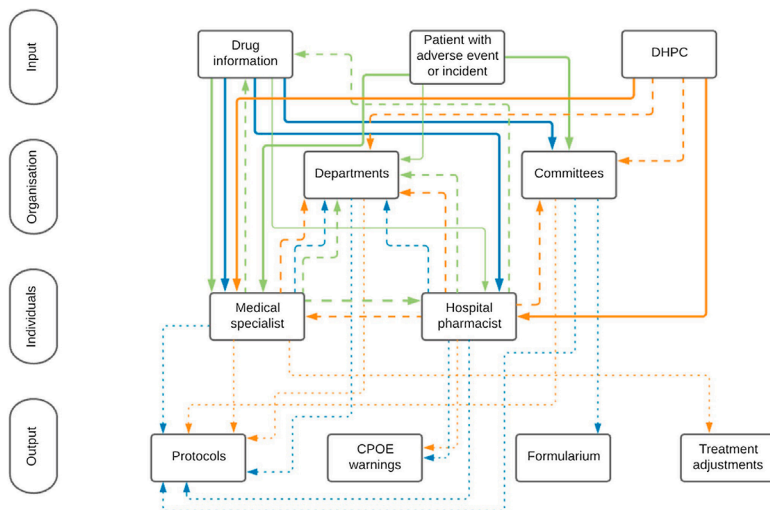 Input
Drug
information
Patient with
adverse event
or incident
DHPC
Organisation
Departments
Committees
Individuals
Medical
specialist
Hospital
pharmacist
Output
Protocols
CPOE
warnings
Formularium
Treatment
adjustments